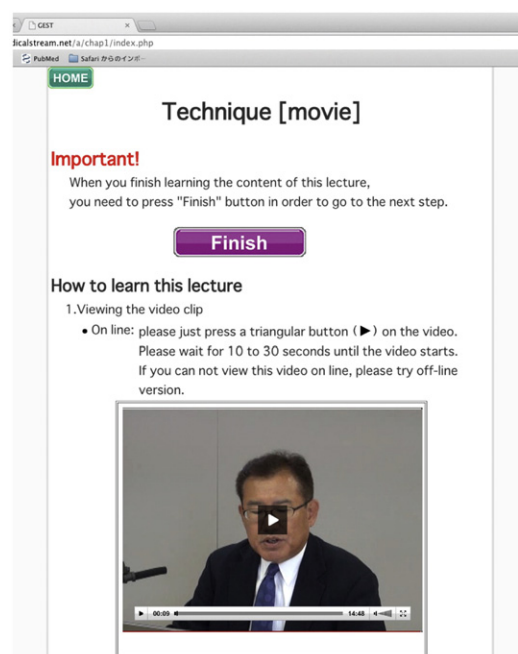 GEST ×
dicalstream.net/a/chap1/index.php
PubMed Safari からのインポ…
HOME
Technique [movie]
Important!
When you finish learning the content of this lecture,
you need to press "Finish" button in order to go to the next step.
Finish
How to learn this lecture
1.Viewing the video clip
• On line: please just press a triangular button (▶) on the video.
Please wait for 10 to 30 seconds until the video starts.
If you can not view this video on line, please try off-line
version.
00:09 14:48